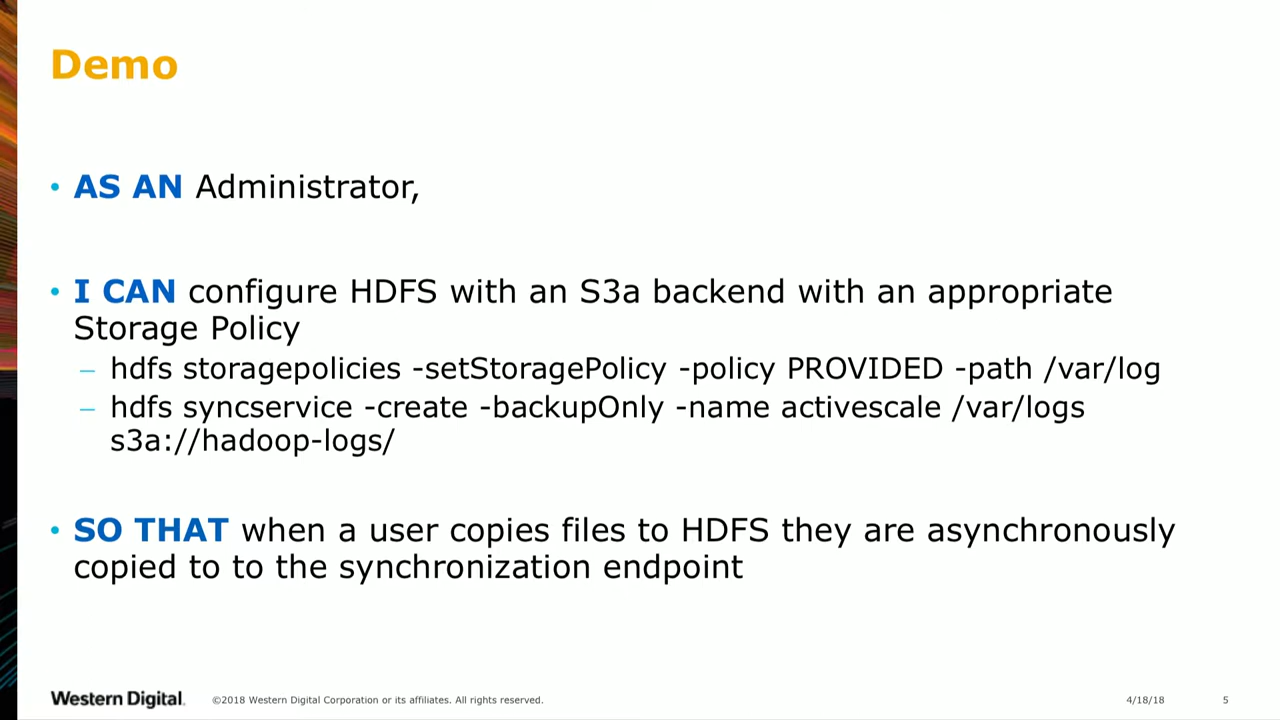 Demo
• AS AN Administrator,
• I CAN configure HDFS with an S3a backend with an appropriate
Storage Policy
– hdfs storagepolicies -setStoragePolicy -policy PROVIDED -path /var/log
– hdfs syncservice -create -backupOnly -name activescale /var/logs
s3a://hadoop-logs/
• SO THAT when a user copies files to HDFS they are asynchronously
copied to to the synchronization endpoint
Western Digital.
©2018 Western Digital Corporation or its affiliates. All rights reserved.
4/18/18
5